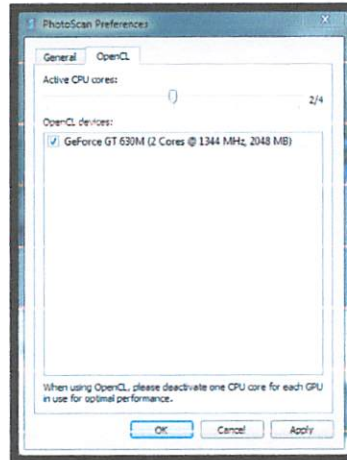 PhotoScan Preferences
General OpenCL
Active CPU cores:
2/4
OpenCL devices:
GeForce GT 630M (2 Cores @ 1344 MHz, 2048 MB)
When using OpenCL, please deactivate one CPU core for each GPU
in use for optimal performance.
OK Cancel Apply